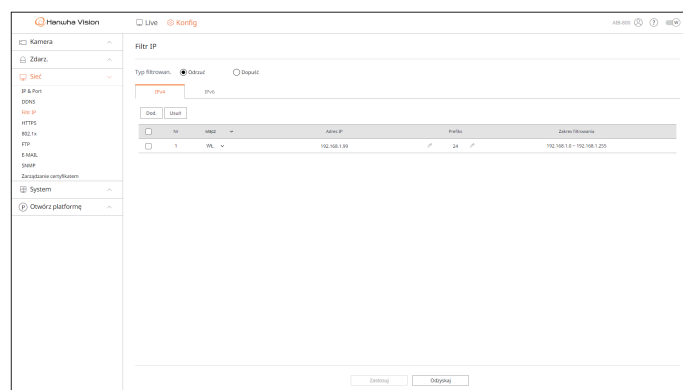 Hanwha Vision
Live Konfig
Kamera
Zdarz.
Sieć
IP & Port
DDNS
Filtr IP
HTTPS
802.1x
FTP
E-MAIL
SNMP
Zarządzanie certyfikatem
System
Otwórz platformę
Filtr IP
Typ filtrowan. Odrzuć Dopuść
IPv4 IPv6
Dod. Usuń
Nr WŁĄCZ Adres IP Prefiks Zakres filtrowania
1 WŁ. 192.168.1.99 24 192.168.1.0 ~ 192.168.1.255
Zastosuj Odzyskaj